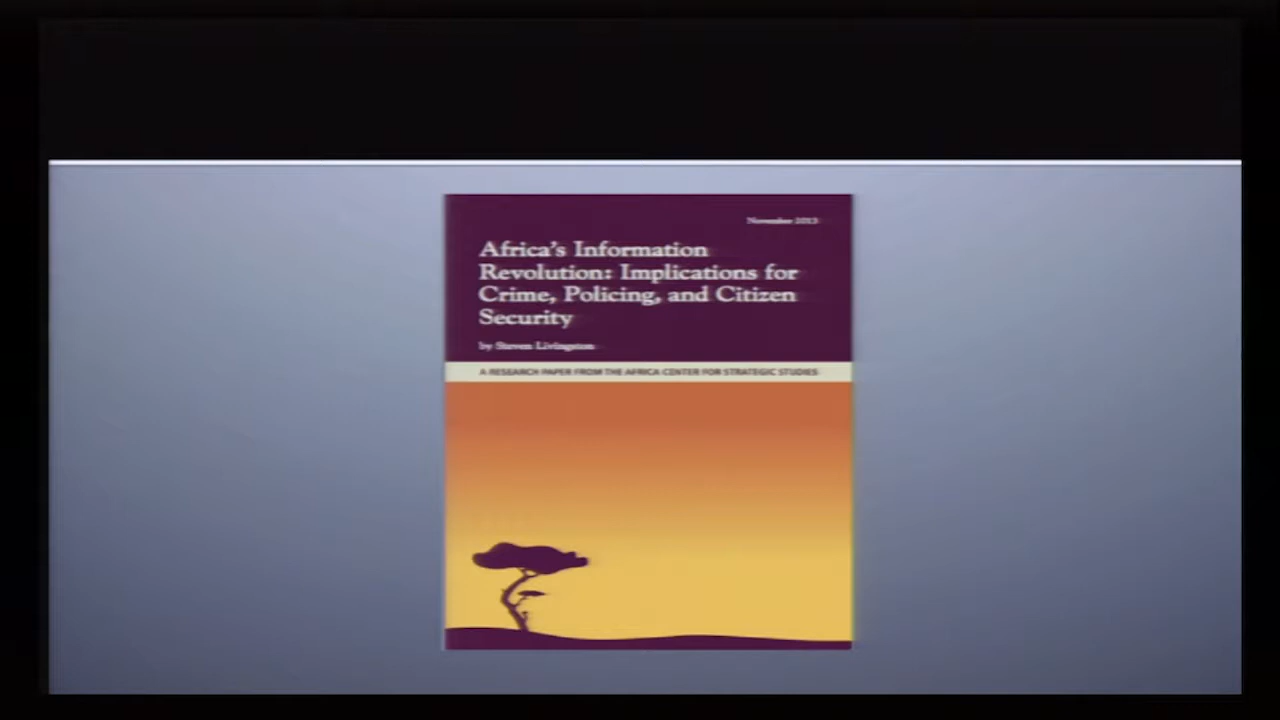 November 2013
Africa's Information
Revolution: Implications for
Crime, Policing, and Citizen
Security
by Steven Livingston
A RESEARCH PAPER FROM THE AFRICA CENTER FOR STRATEGIC STUDIES